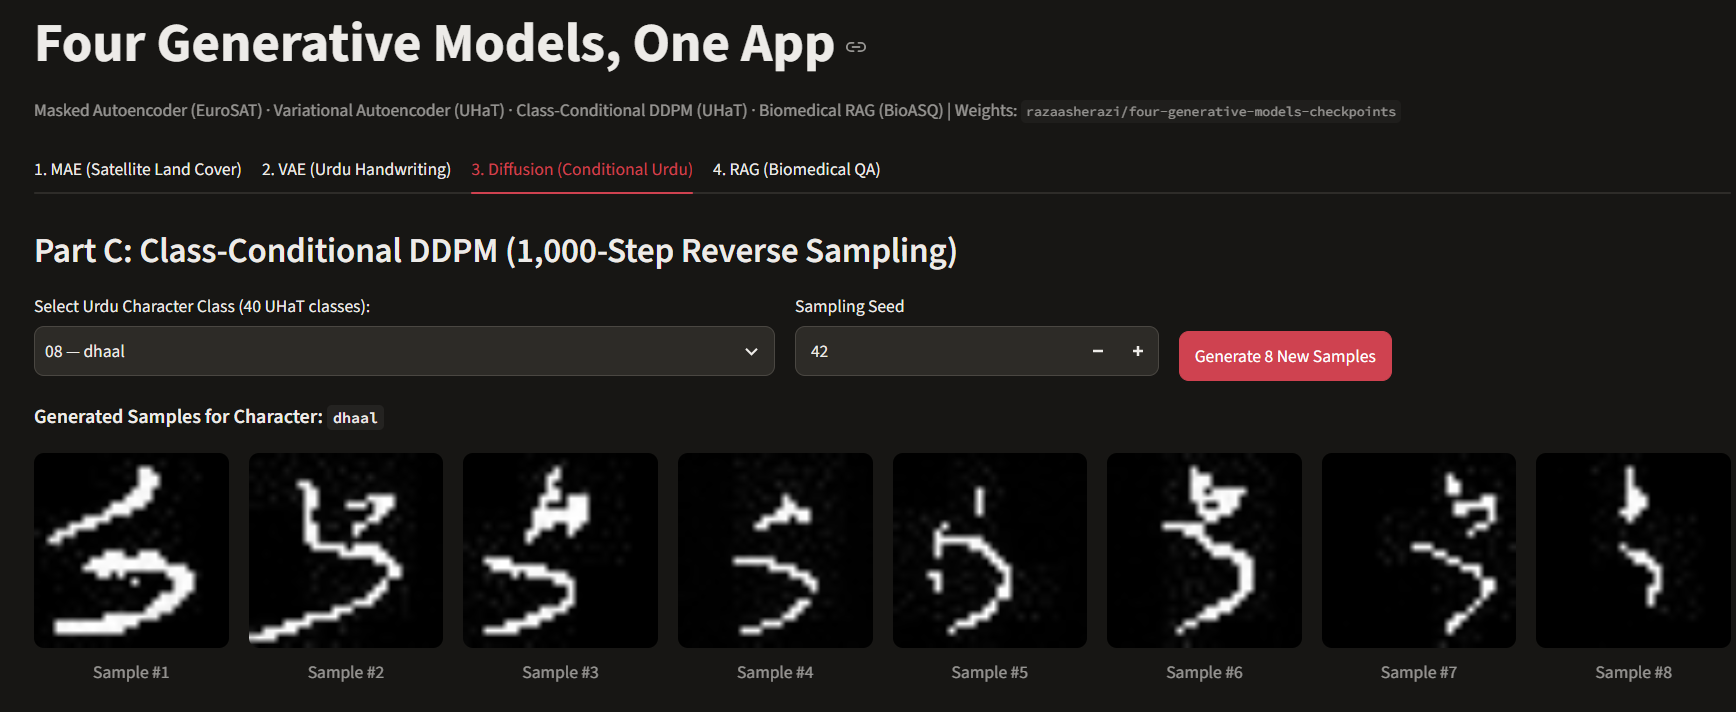 Four Generative Models, One App
Masked Autoencoder (EuroSAT) · Variational Autoencoder (UHaT) · Class-Conditional DDPM (UHaT) · Biomedical RAG (BioASQ) | Weights: razaasherazi/four-generative-models-checkpoints
1. MAE (Satellite Land Cover) 2. VAE (Urdu Handwriting) 3. Diffusion (Conditional Urdu) 4. RAG (Biomedical QA)
Part C: Class-Conditional DDPM (1,000-Step Reverse Sampling)
Select Urdu Character Class (40 UHaT classes): Sampling Seed
08 — dhaal 42 − + Generate 8 New Samples
Generated Samples for Character: dhaal
Sample #1 Sample #2 Sample #3 Sample #4 Sample #5 Sample #6 Sample #7 Sample #8